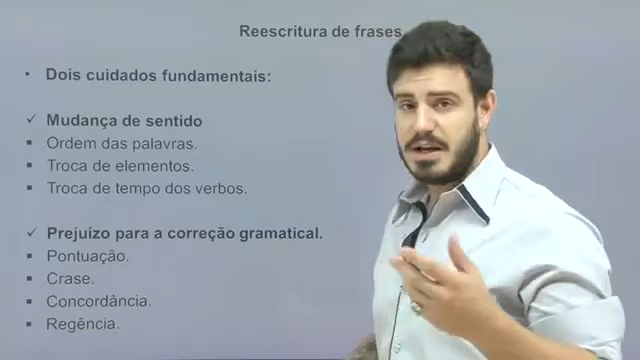 Reescritura de frases
• Dois cuidados fundamentais:
✓ Mudança de sentido
▪ Ordem das palavras.
▪ Troca de elementos.
▪ Troca de tempo dos verbos.
✓ Prejuízo para a correção gramatical.
▪ Pontuação.
▪ Crase.
▪ Concordância.
▪ Regência.